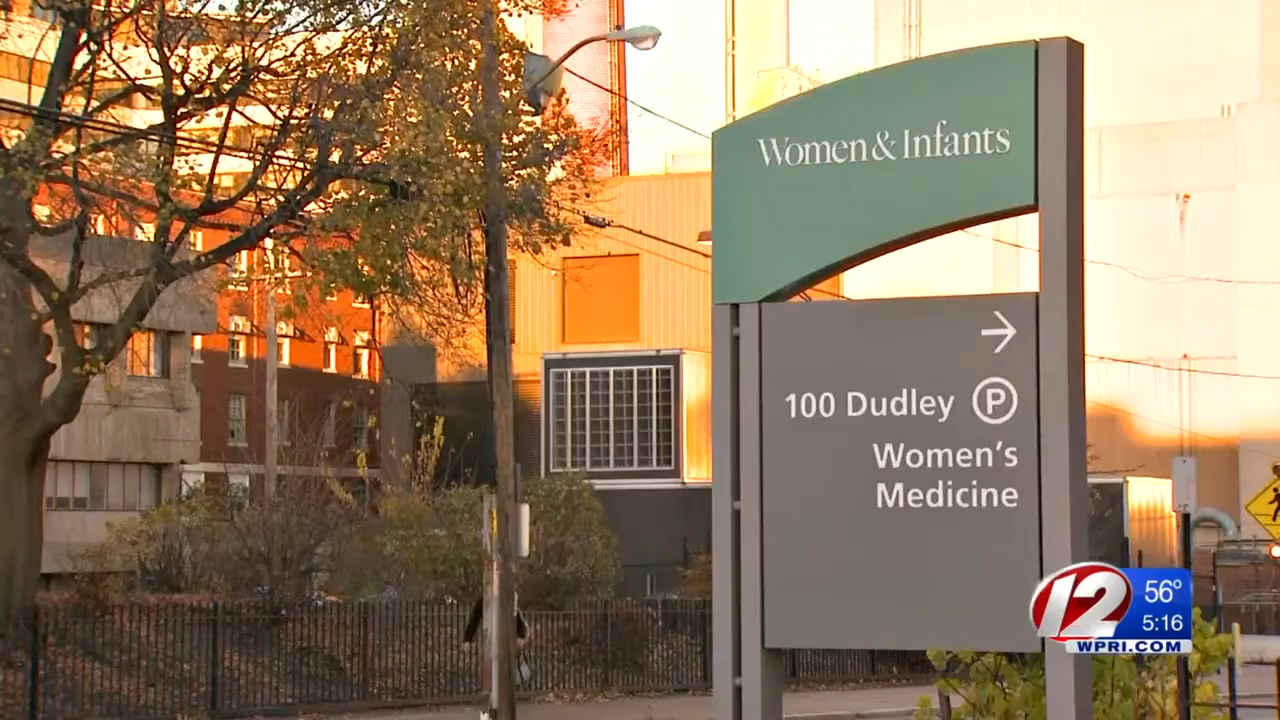 Women & Infants
→
100 Dudley Ⓟ
Women's
Medicine
12
56°
5:16
WPRI.COM